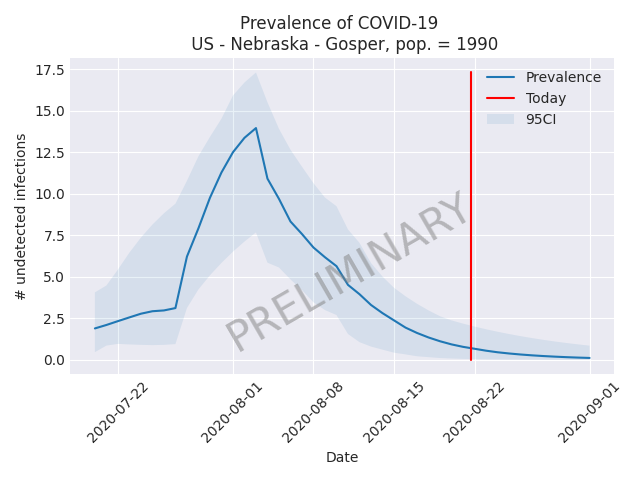 Prevalence of COVID-19
US - Nebraska - Gosper, pop. = 1990
17.5
15.0
12.5
10.0
7.5
5.0
2.5
0.0
# undetected infections
Prevalence
Today
95CI
PRELIMINARY
2020-07-22
2020-08-01
2020-08-08
2020-08-15
2020-08-22
2020-09-01
Date